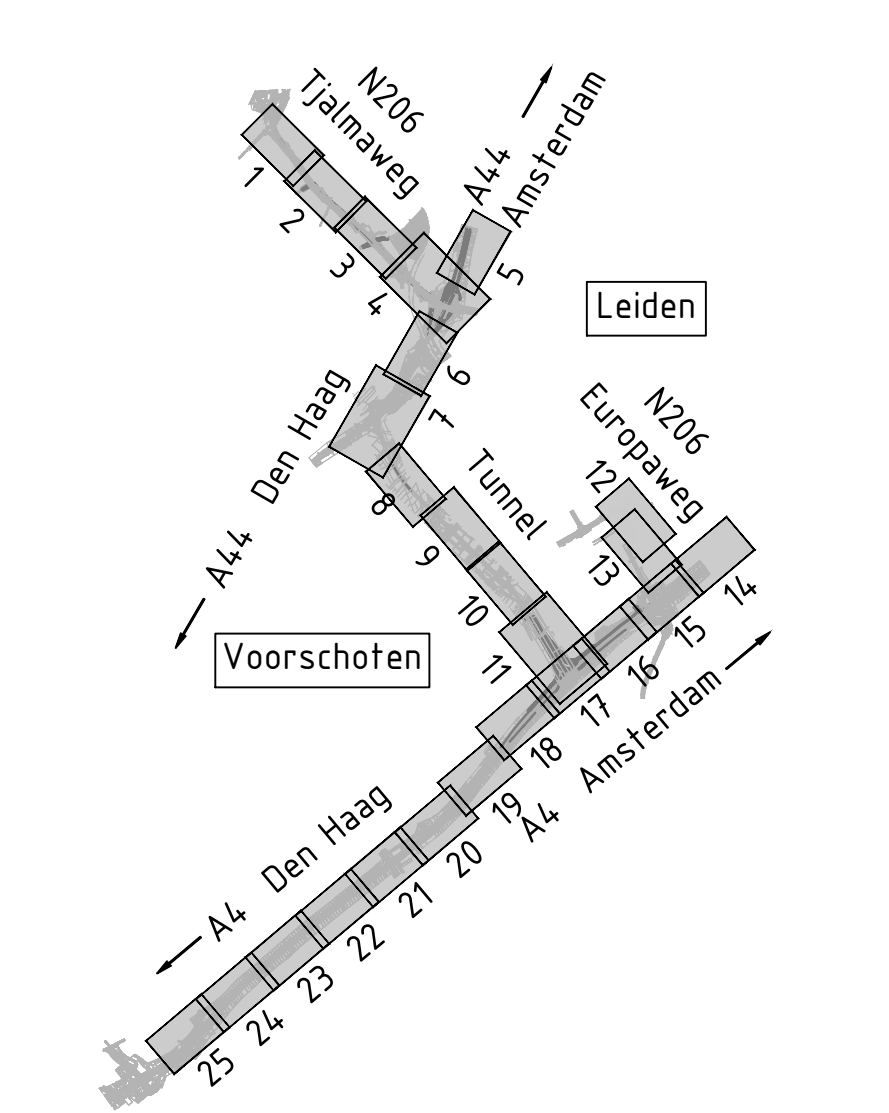 N206
Tjalmaweg
A44
Amsterdam
1
2
3
4
5
Leiden
6
7
A44 Den Haag
8
Tunnel
N206
Europaweg
9
10
11
12
13
14
15
16
17
18
Voorschoten
A4 Amsterdam
19
20
A4 Den Haag
21
22
23
24
25